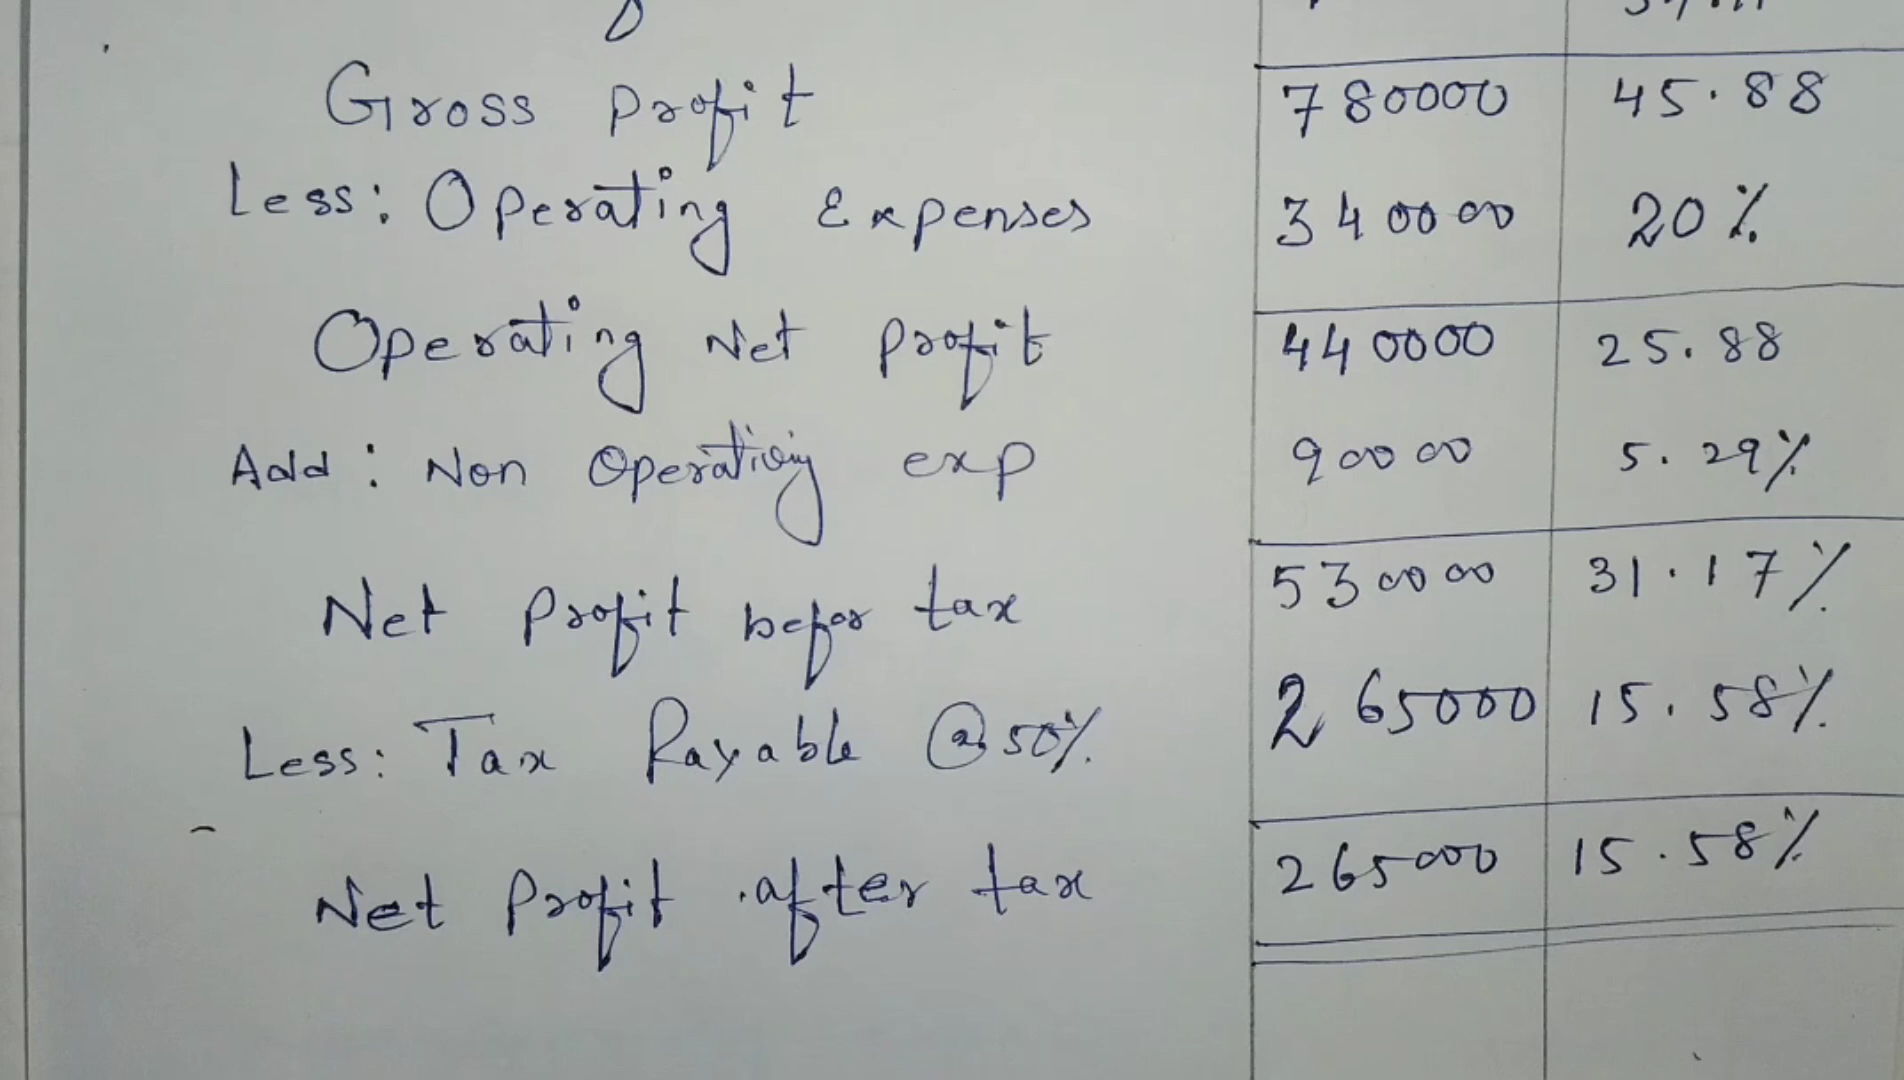 Gross Profit 780000 45.88
Less: Operating Expenses 340000 20%
Operating Net Profit 440000 25.88
Add: Non Operating exp 90000 5.29%
Net Profit befor tax 530000 31.17%
Less: Tax Payable @ 50% 265000 15.58%
Net Profit after tax 265000 15.58%